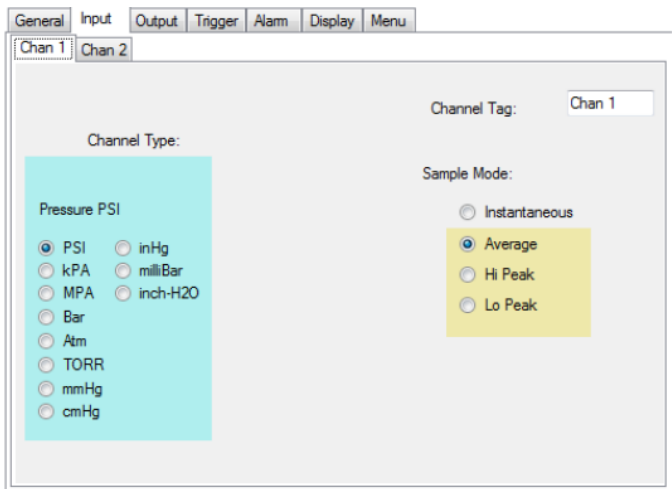 General Input Output Trigger Alarm Display Menu
Chan 1 Chan 2
Channel Tag: Chan 1
Channel Type:
Sample Mode:
Pressure PSI
Instantaneous
PSI inHg
Average
kPA milliBar
Hi Peak
MPA inch-H2O
Lo Peak
Bar
Atm
TORR
mmHg
cmHg